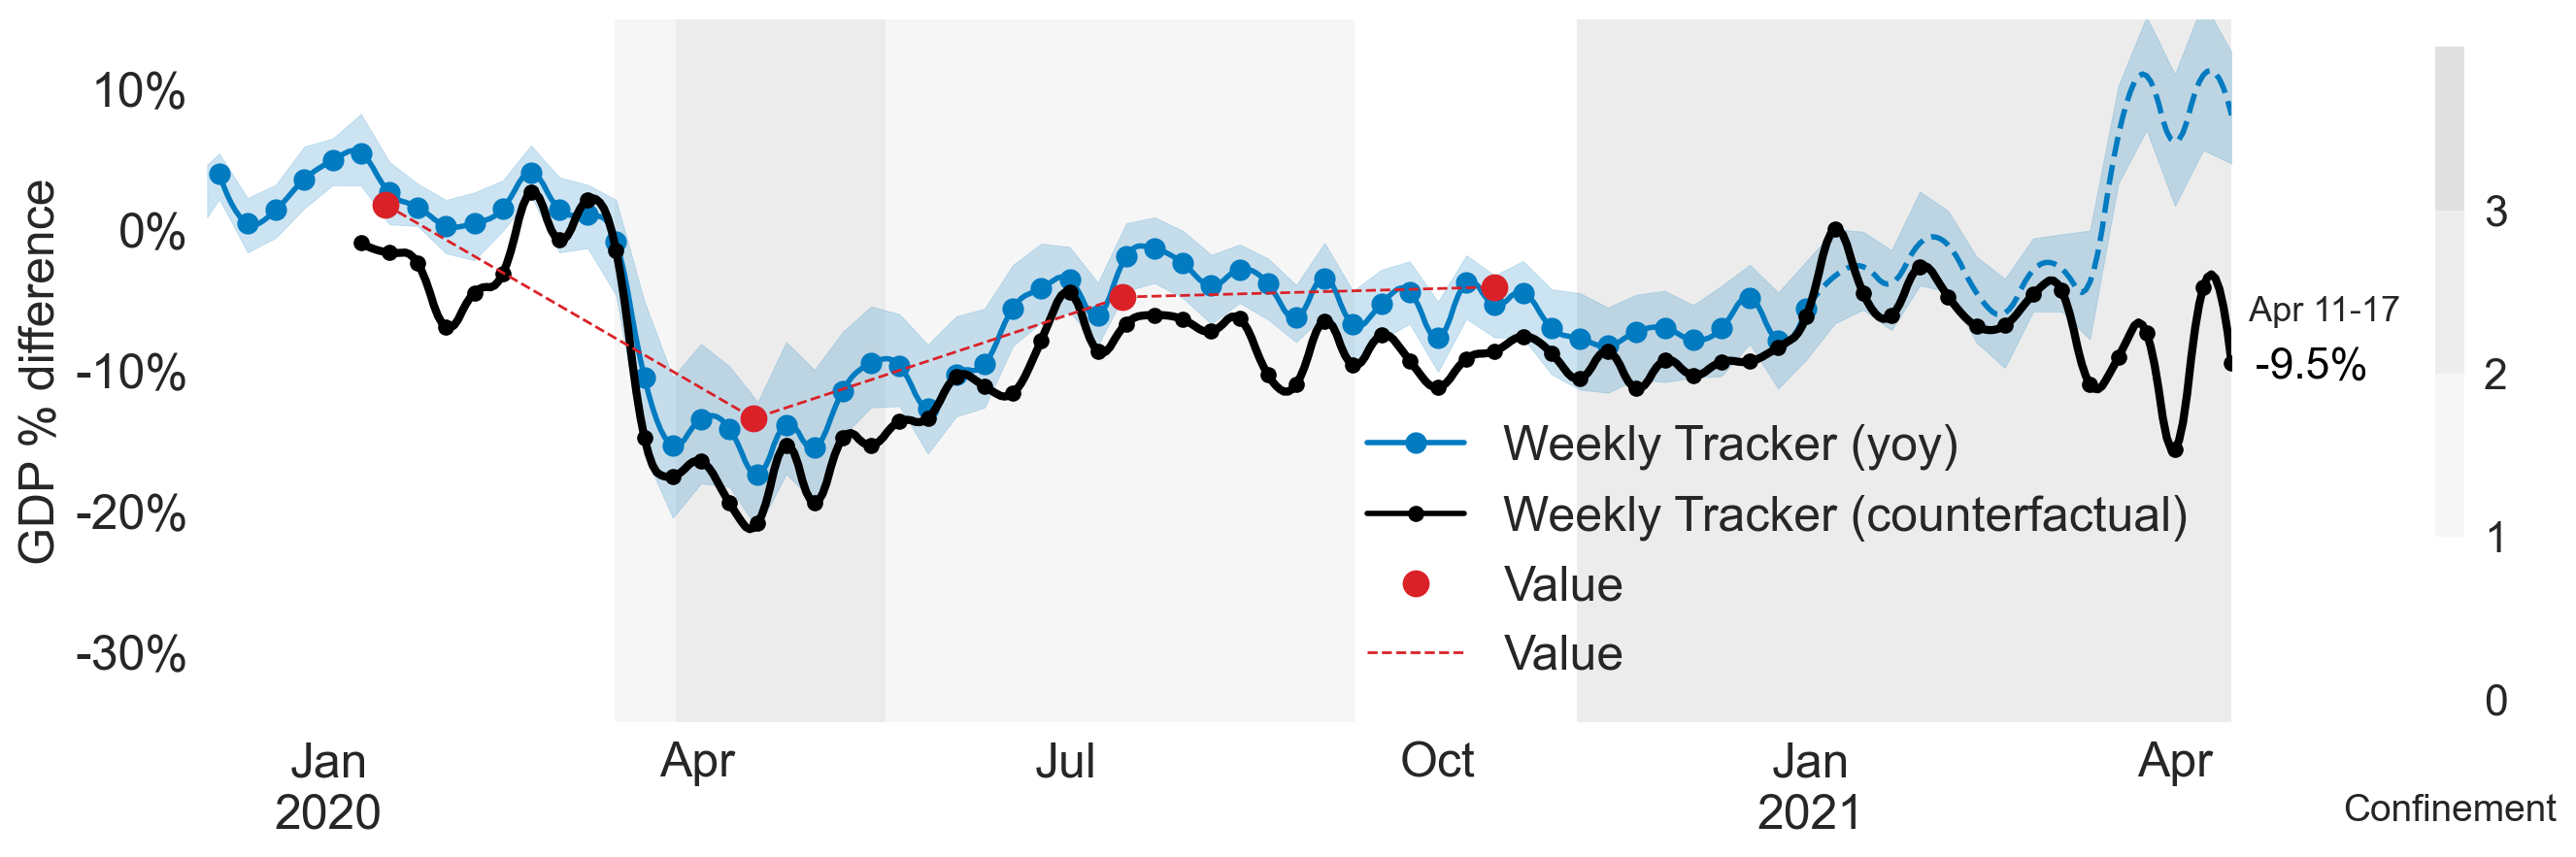 GDP % difference
10%
0%
-10%
-20%
-30%
Jan
2020
Apr
Jul
Oct
Jan
2021
Apr
Weekly Tracker (yoy)
Weekly Tracker (counterfactual)
Value
Value
Apr 11-17
-9.5%
3
2
1
0
Confinement